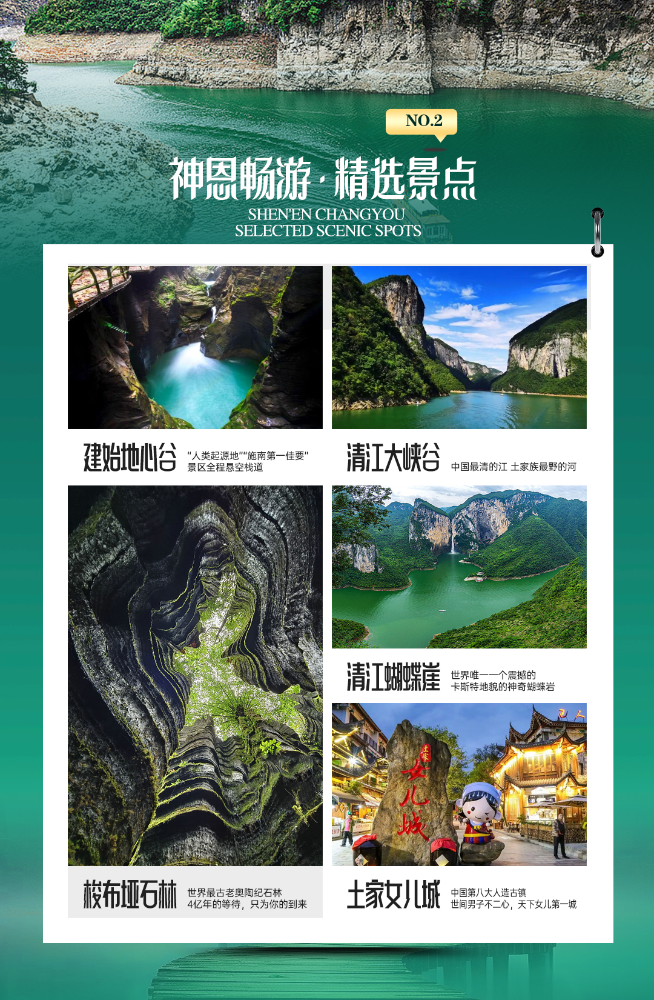 NO.2
神恩畅游·精选景点
SHEN'EN CHANGYOU
SELECTED SCENIC SPOTS
建始地心谷
“人类起源地”“施南第一佳要”
景区全程悬空栈道
清江大峡谷
中国最清的江 土家族最野的河
梭布垭石林
世界最古老奥陶纪石林
4亿年的等待，只为你的到来
清江蝴蝶崖
世界唯一一个震撼的
卡斯特地貌的神奇蝴蝶岩
土家
女儿城
酒
土家女儿城
中国第八大人造古镇
世间男子不二心，天下女儿第一城